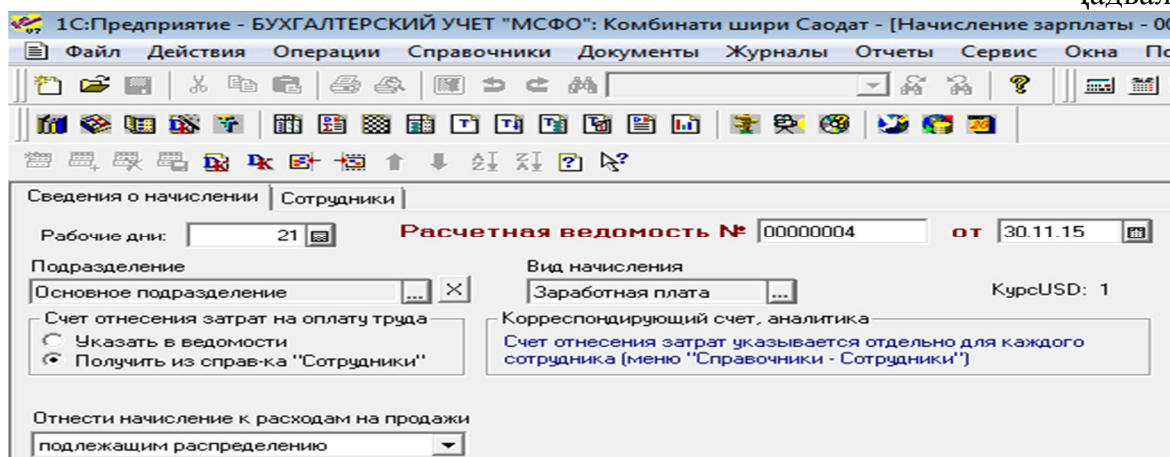 ҷадвал
1С:Предприятие - БУХГАЛТЕРСКИЙ УЧЕТ "МСФО": Комбинати шири Саодат - [Начисление зарплаты - 00
Файл Действия Операции Справочники Документы Журналы Отчеты Сервис Окна По
Сведения о начислении Сотрудники
Рабочие дни: 21 Расчетная ведомость № 00000004 от 30.11.15
Подразделение Вид начисления
Основное подразделение ... X Заработная плата ... КурсUSD: 1
Счет отнесения затрат на оплату труда Корреспондирующий счет, аналитика
Указать в ведомости Счет отнесения затрат указывается отдельно для каждого
Получить из справ-ка "Сотрудники" сотрудника (меню "Справочники - Сотрудники")
Отнести начисление к расходам на продажи
подлежащим распределению